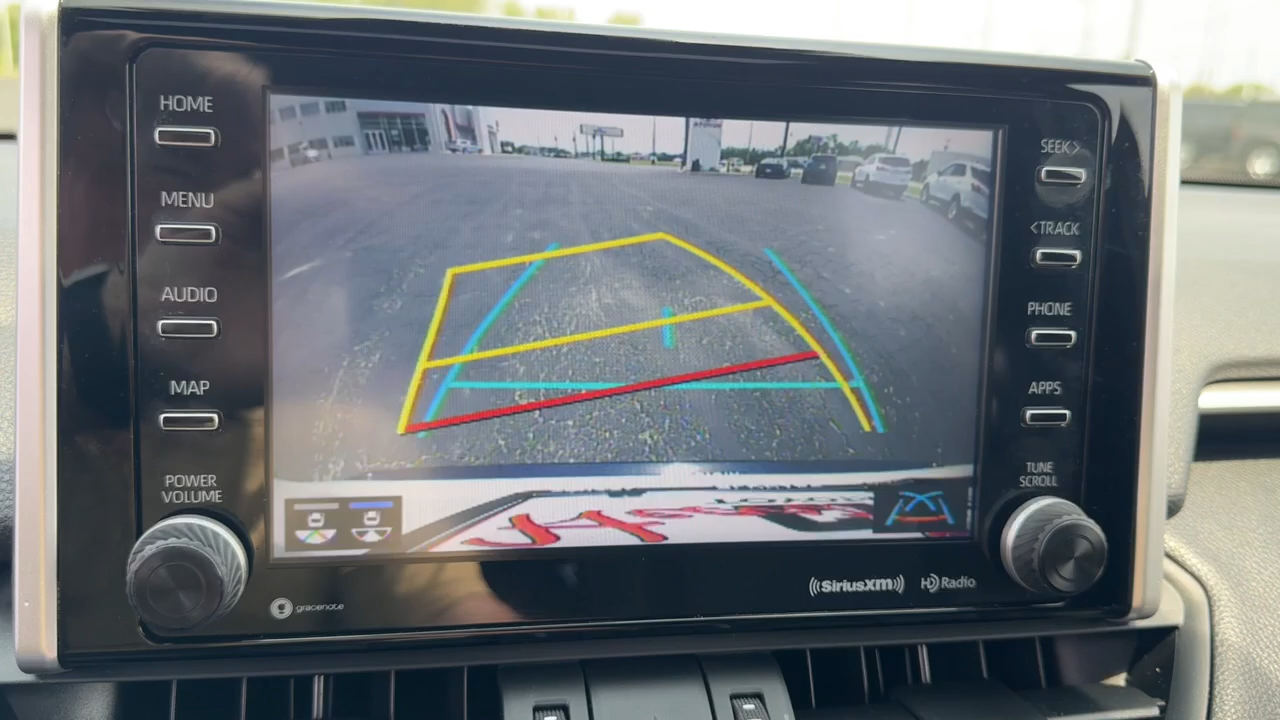 HOME
MENU
AUDIO
MAP
POWER
VOLUME
SEEK>
<TRACK
PHONE
APPS
TUNE
SCROLL
gracenote
((SiriusXM))
HD Radio